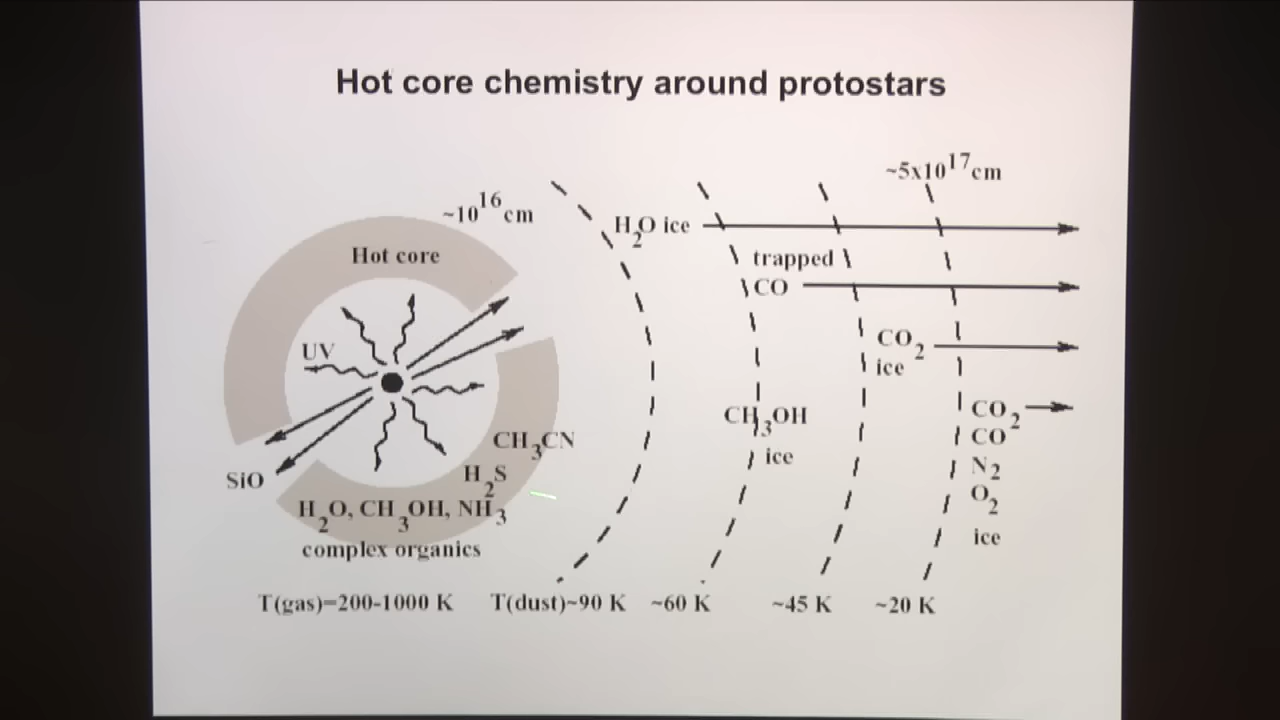 Hot core chemistry around protostars
~5x10^17 cm
~10^16 cm
H2O ice
Hot core
trapped
CO
UV
CO2
ice
CH3OH
ice
CO2
CO
N2
O2
ice
CH3CN
H2S
SiO
H2O, CH3OH, NH3
complex organics
T(gas)=200-1000 K T(dust)~90 K ~60 K ~45 K ~20 K